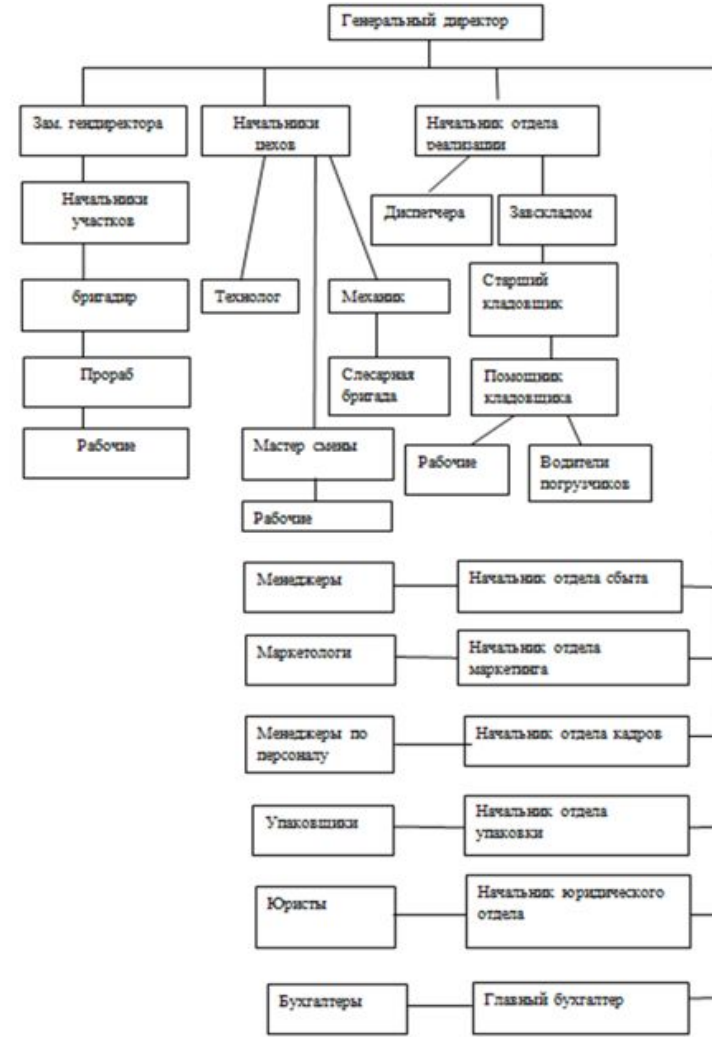 Генеральный директор
Зам. гендиректора
Начальники
цехов
Начальник отдела
реализации
Начальники
участков
Диспетчера
Завскладом
бригадир
Технолог
Механик
Старший
кладовщик
Прораб
Слесарная
бригада
Помощник
кладовщика
Рабочие
Мастер смены
Рабочие
Водители
погрузчиков
Рабочие
Менеджеры
Начальник отдела сбыта
Маркетологи
Начальник отдела
маркетинга
Менеджеры по
персоналу
Начальник отдела кадров
Упаковщики
Начальник отдела
упаковки
Юристы
Начальник юридического
отдела
Бухгалтеры
Главный бухгалтер